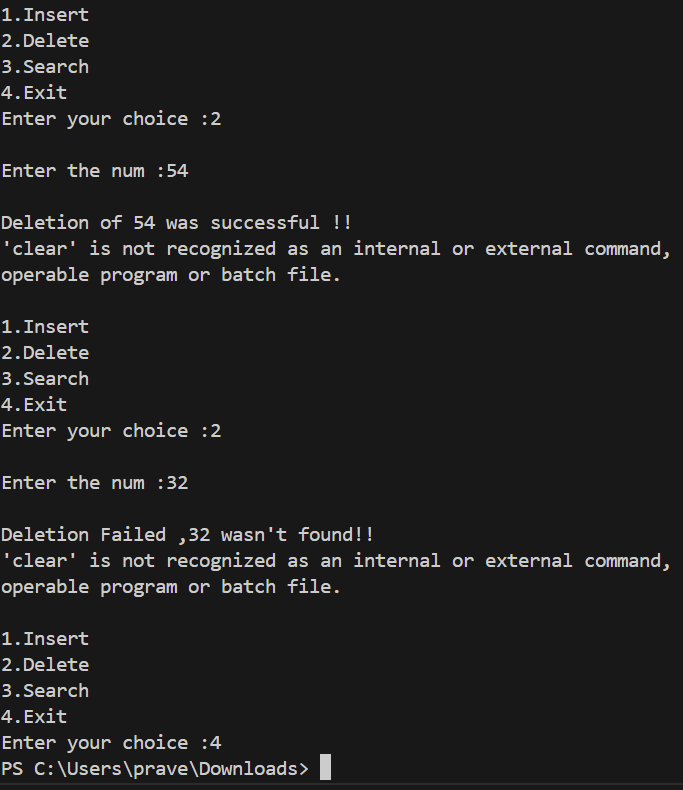 1.Insert
2.Delete
3.Search
4.Exit
Enter your choice :2
Enter the num :54
Deletion of 54 was successful !!
'clear' is not recognized as an internal or external command,
operable program or batch file.
1.Insert
2.Delete
3.Search
4.Exit
Enter your choice :2
Enter the num :32
Deletion Failed ,32 wasn't found!!
'clear' is not recognized as an internal or external command,
operable program or batch file.
1.Insert
2.Delete
3.Search
4.Exit
Enter your choice :4
PS C:\Users\prave\Downloads>